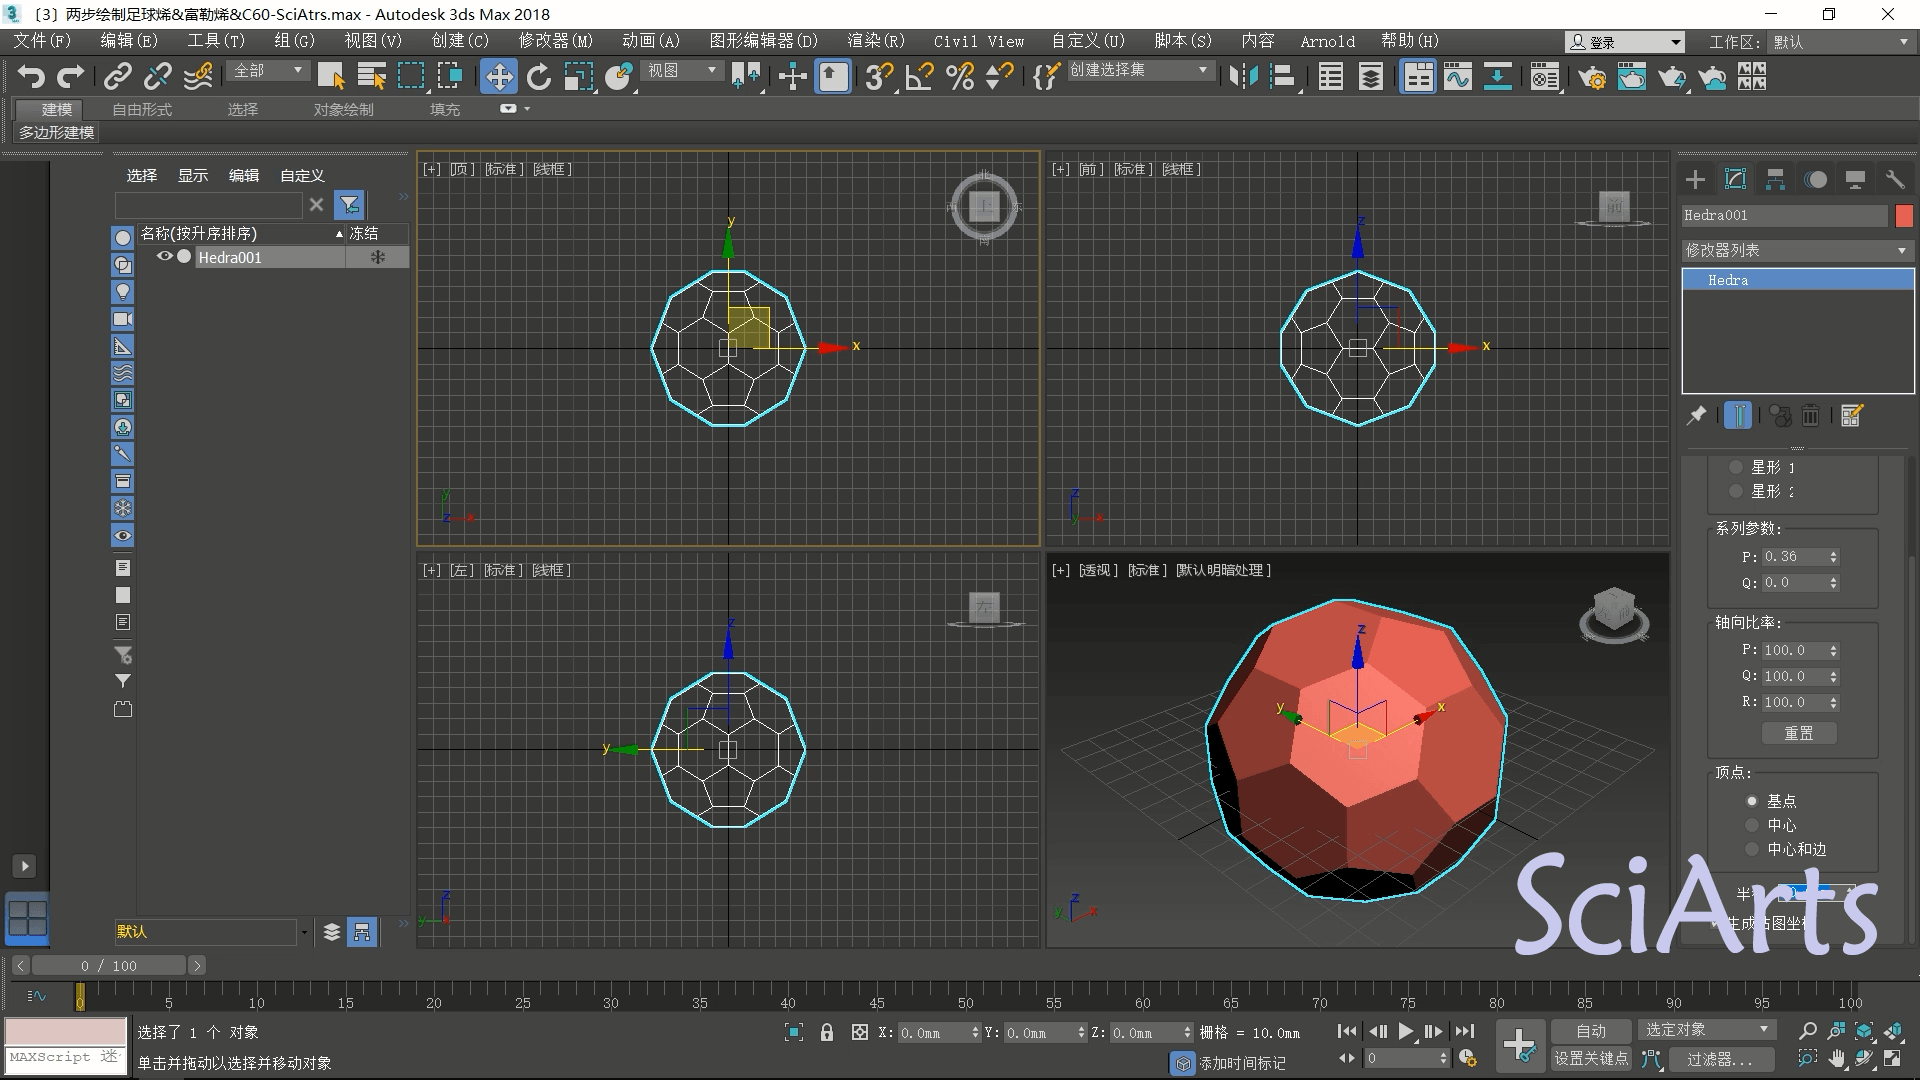 〔3〕两步绘制足球烯&富勒烯&C60-SciAtrs.max - Autodesk 3ds Max 2018
文件(F) 编辑(E) 工具(T) 组(G) 视图(V) 创建(C) 修改器(M) 动画(A) 图形编辑器(D) 渲染(R) Civil View 自定义(U) 脚本(S) 内容 Arnold 帮助(H) 登录 工作区: 默认
全部 视图 创建选择集
建模 自由形式 选择 对象绘制 填充
多边形建模
选择 显示 编辑 自定义
名称(按升序排序) 冻结
Hedra001
默认
[+] [顶] [标准] [线框]
上
北
东
南
西
y
x
y
z x
[+] [前] [标准] [线框]
前
z
x
z
y x
[+] [左] [标准] [线框]
左
z
y
z
y x
[+] [透视] [标准] [默认明暗处理]
z
y
x
z
y x
Hedra001
修改器列表
Hedra
星形 1
星形 2
系列参数:
P: 0.36
Q: 0.0
轴向比率:
P: 100.0
Q: 100.0
R: 100.0
重置
顶点:
基点
中心
中心和边
SciArts
0 / 100
0 5 10 15 20 25 30 35 40 45 50 55 60 65 70 75 80 85 90 95 100
选择了 1 个 对象
X: 0.0mm Y: 0.0mm Z: 0.0mm 栅格 = 10.0mm
自动 选定对象
MAXScript 迷
单击并拖动以选择并移动对象
添加时间标记
0
设置关键点 过滤器...